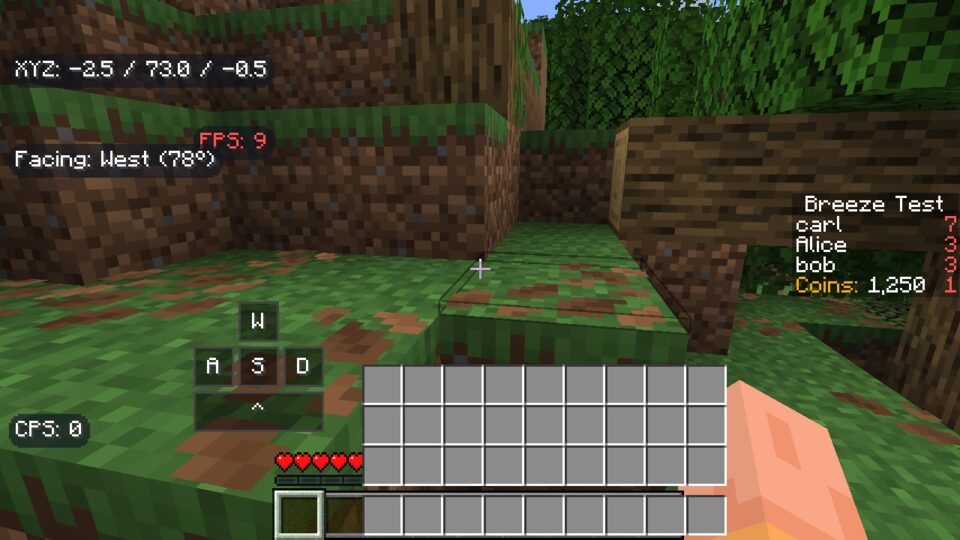 XYZ: -2.5 / 73.0 / -0.5
FPS: 9
Facing: West (78º)
Breeze Test
carl 7
Alice 3
bob 3
Coins: 1,250 1
W
A S D
^
CPS: 0